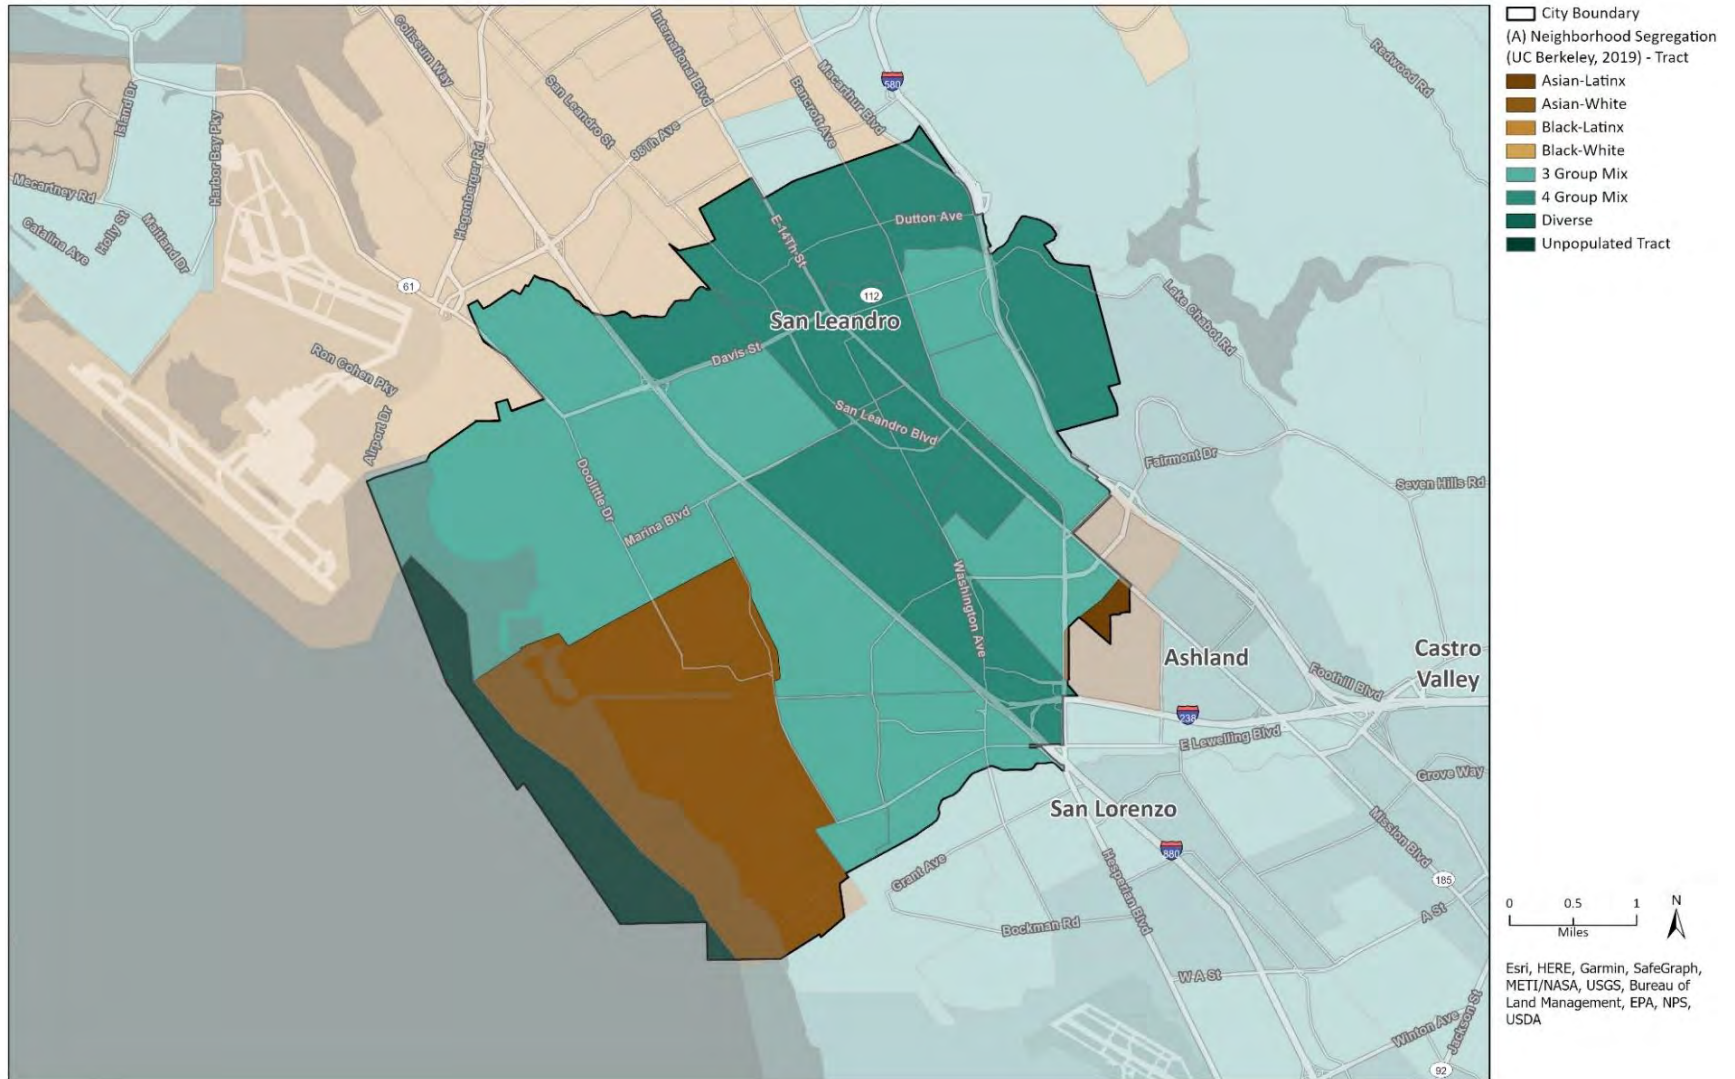 City Boundary
(A) Neighborhood Segregation
(UC Berkeley, 2019) - Tract
Asian-Latinx
Asian-White
Black-Latinx
Black-White
3 Group Mix
4 Group Mix
Diverse
Unpopulated Tract
Coliseum Way
International Blvd
San Leandro St
98Th Ave
Bancroft Ave
Macarthur Blvd
580
Redwood Rd
Island Dr
Harbor Bay Pky
Mecartney Rd
Holly St
Catalina Ave
Maitland Dr
Hegenberger Rd
61
E 14Th St
Dutton Ave
112
San Leandro
Lake Chabot Rd
Ron Cohen Pky
Airport Dr
Davis St
San Leandro Blvd
Doolittle Dr
Marina Blvd
Fairmont Dr
Seven Hills Rd
Washington Ave
Ashland
Castro
Valley
Foothill Blvd
238
E Lewelling Blvd
Grove Way
San Lorenzo
Mission Blvd
880
Grant Ave
Hesperian Blvd
185
A St
Bockman Rd
W A St
Winton Ave
Jackson St
92
0 0.5 1
Miles
N
Esri, HERE, Garmin, SafeGraph,
METI/NASA, USGS, Bureau of
Land Management, EPA, NPS,
USDA